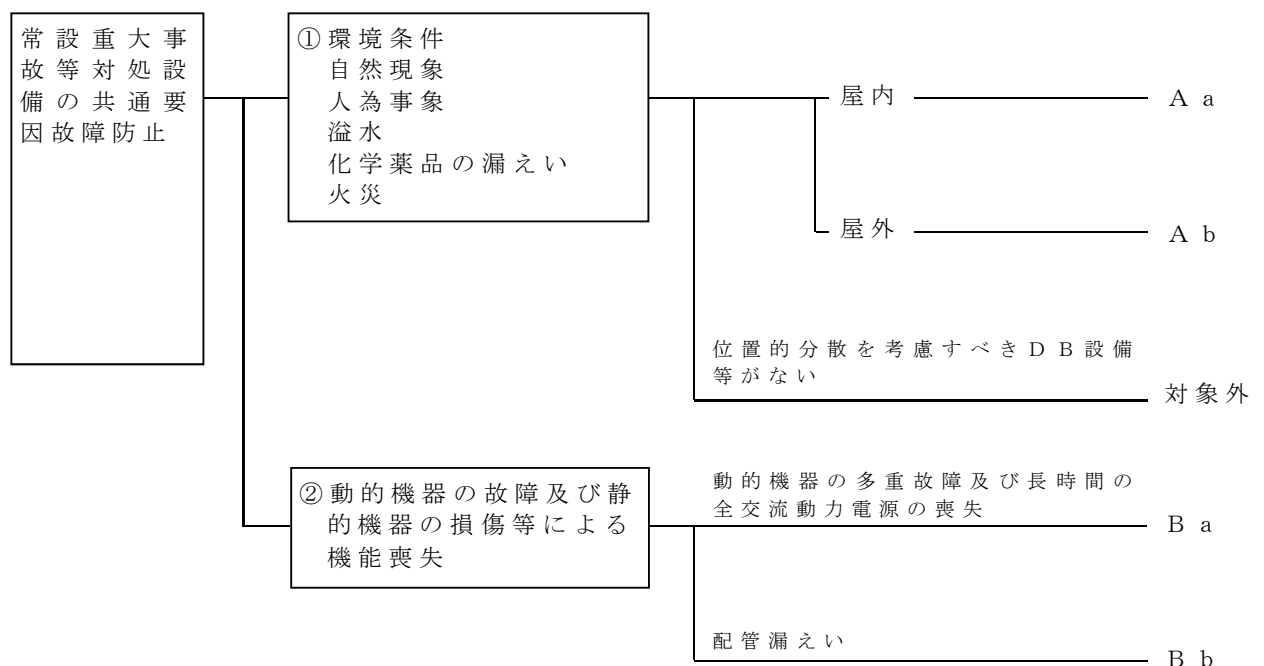 常設重大事
故等対処設
備の共通要
因故障防止
①環境条件
自然現象
人為事象
溢水
化学薬品の漏えい
火災
屋内
Ａａ
屋外
Ａｂ
位置的分散を考慮すべきＤＢ設備
等がない
対象外
②動的機器の故障及び静
的機器の損傷等による
機能喪失
動的機器の多重故障及び長時間の
全交流動力電源の喪失
Ｂａ
配管漏えい
Ｂｂ